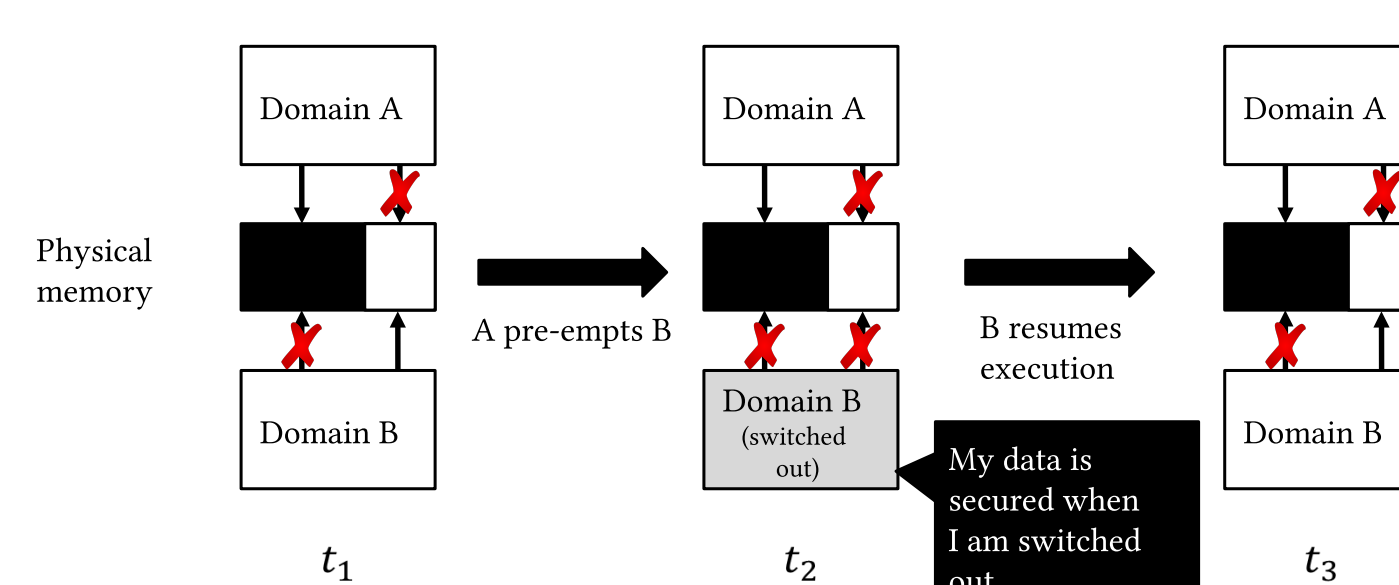 Domain A
Domain A
Domain A
Physical
memory
A pre-empts B
B resumes
execution
Domain B
Domain B
(switched
out)
Domain B
My data is
secured when
I am switched
out
t₁
t₂
t₃